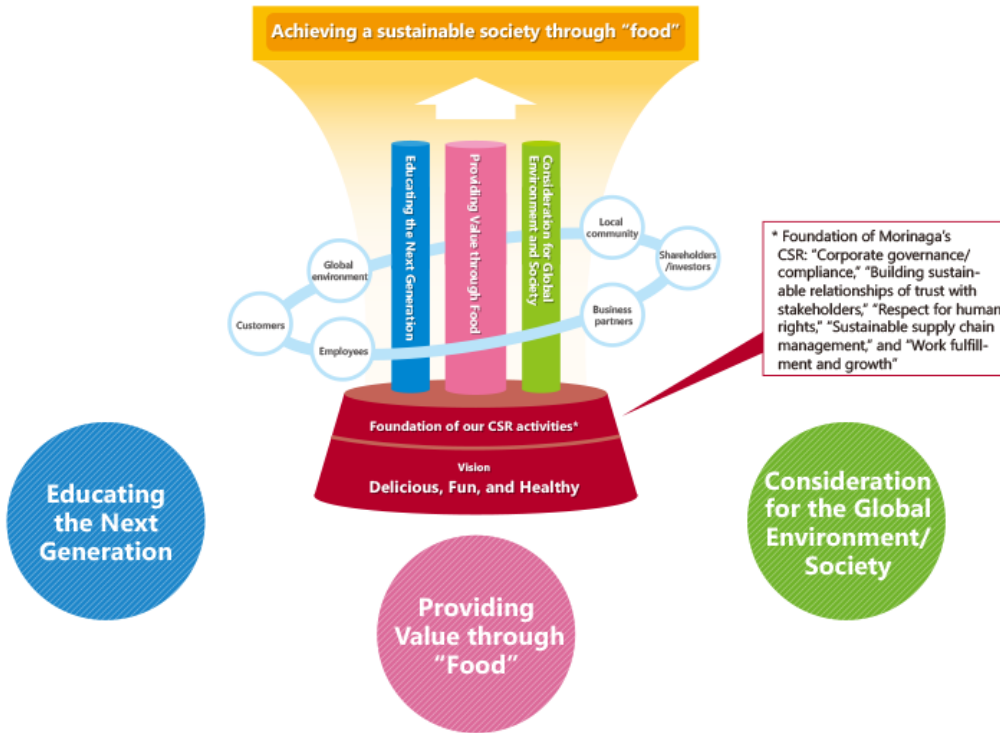 Achieving a sustainable society through “food”
Educating the Next Generation
Providing Value through Food
Consideration for Global
Environment and Society
Local
community
Shareholders
/investors
Global
environment
Customers
Employees
Business
partners
* Foundation of Morinaga’s
CSR: “Corporate governance/
compliance,” “Building sustain-
able relationships of trust with
stakeholders,” “Respect for human
rights,” “Sustainable supply chain
management,” and “Work fulfill-
ment and growth”
Foundation of our CSR activities*
Vision
Delicious, Fun, and Healthy
Educating
the Next
Generation
Providing
Value through
“Food”
Consideration
for the Global
Environment/
Society